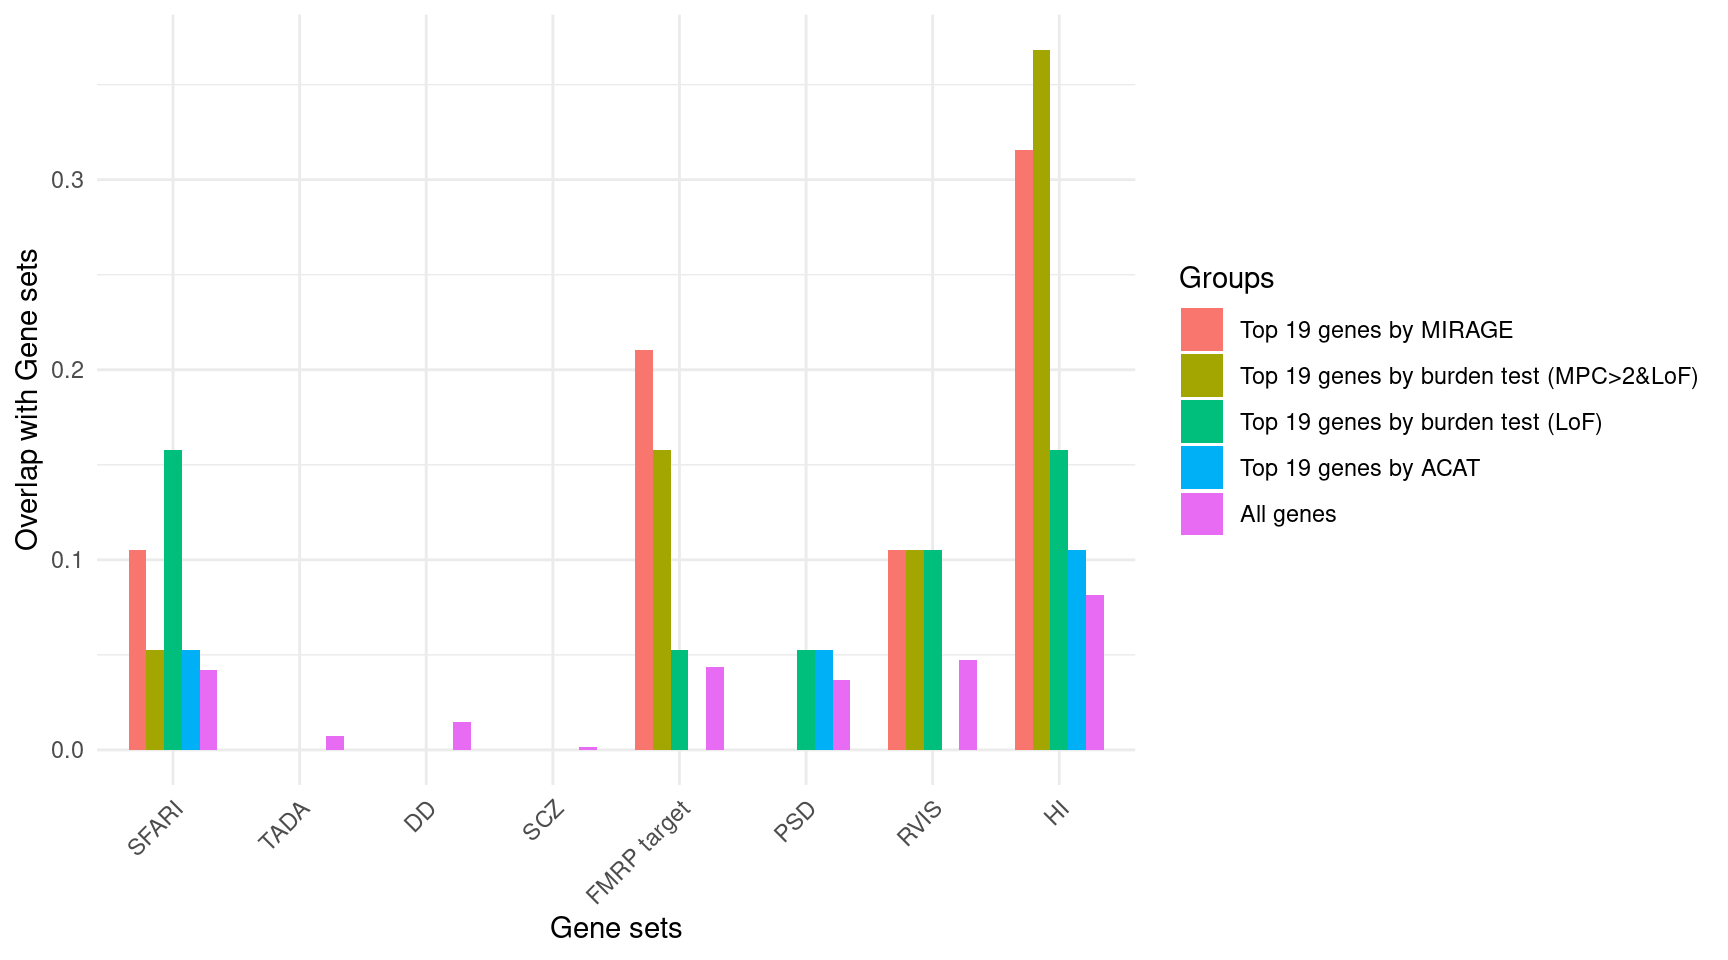 Overlap with Gene sets
0.3
0.2
0.1
0.0
SFARI
TADA
DD
SCZ
FMRP target
PSD
RVIS
HI
Gene sets
Groups
Top 19 genes by MIRAGE
Top 19 genes by burden test (MPC>2&LoF)
Top 19 genes by burden test (LoF)
Top 19 genes by ACAT
All genes